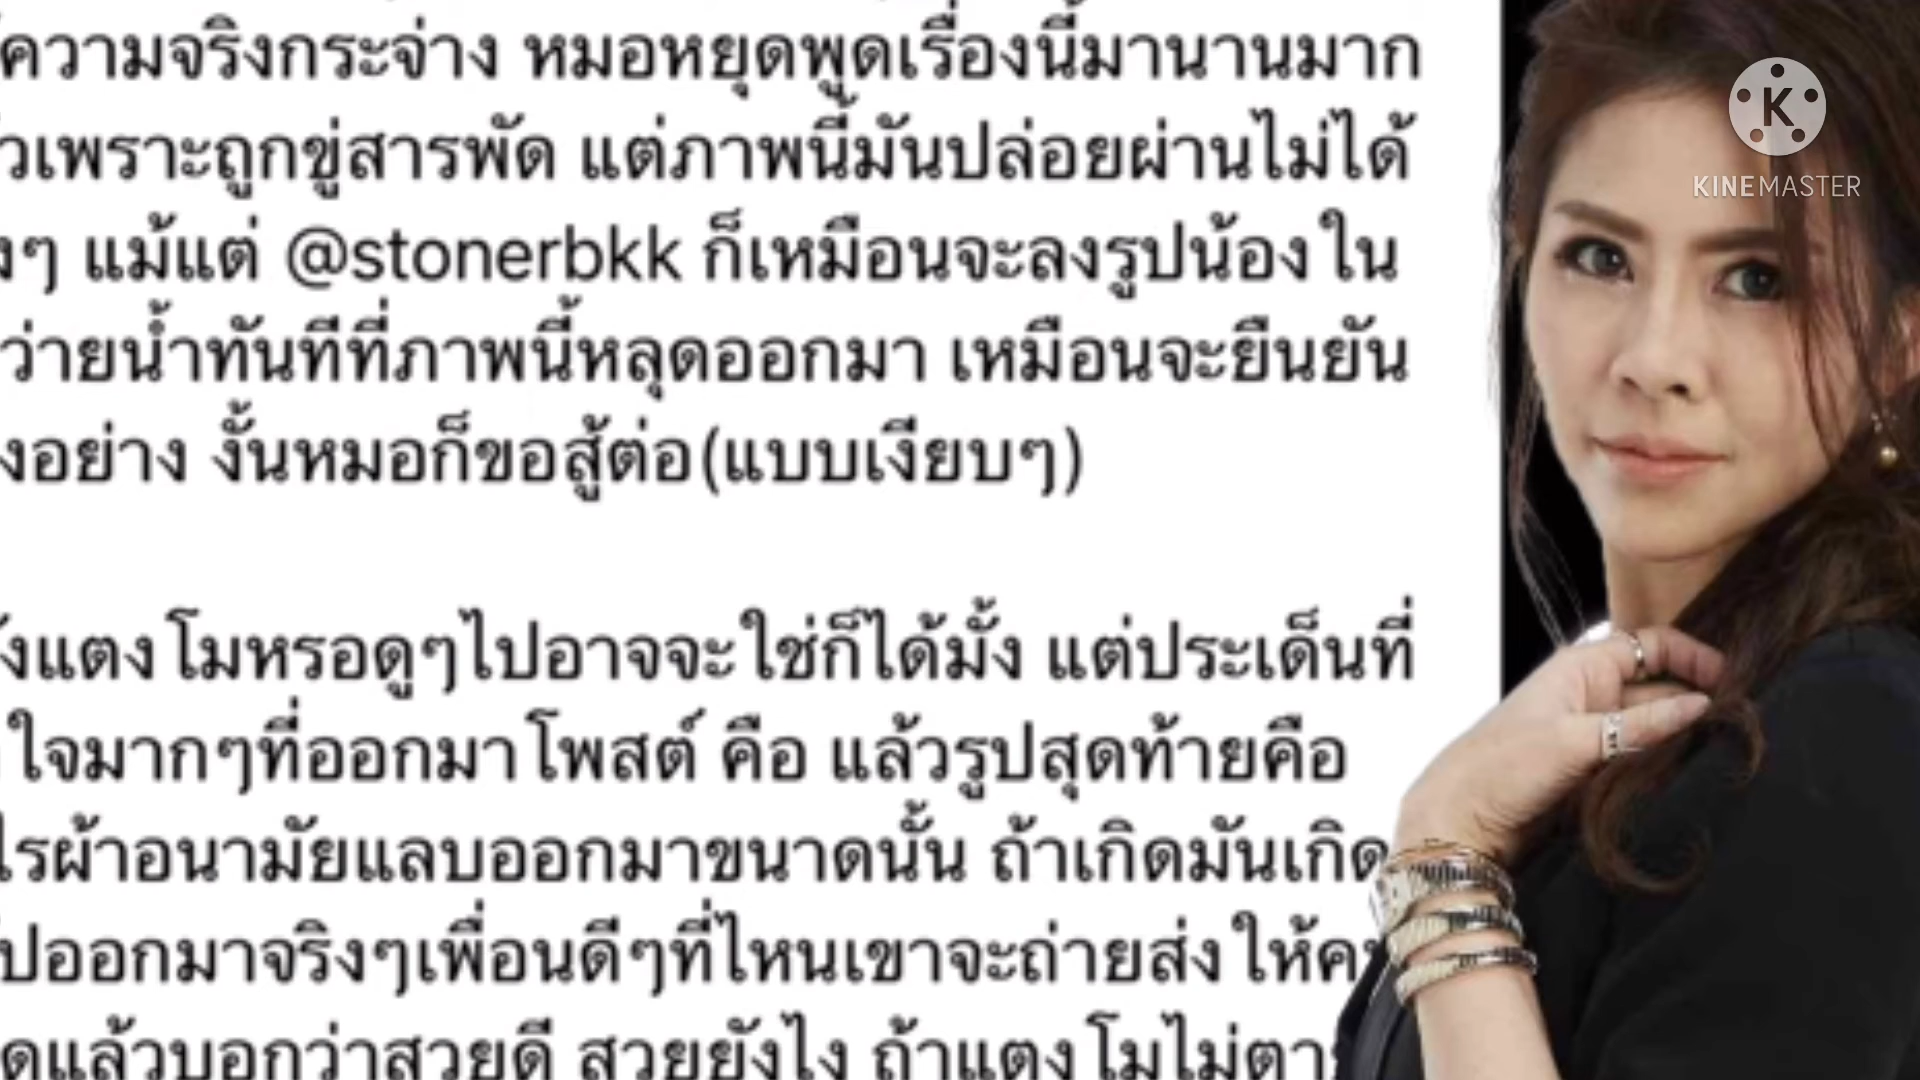 ความจริงกระจ่าง หมอหยุดพูดเรื่องนี้มานานมาก
เพราะถูกขู่สารพัด แต่ภาพนี้มันปล่อยผ่านไม่ได้
แม้แต่ @stonerbkk ก็เหมือนจะลงรูปน้องใน
ว่ายน้ำทันทีที่ภาพนี้หลุดออกมา เหมือนจะยืนยัน
อย่าง งั้นหมอก็ขอสู้ต่อ(แบบเงียบๆ)
แตงโมหรอดูๆไปอาจจะใช่ก็ได้มั้ง แต่ประเด็นที่
ใจมากๆที่ออกมาโพสต์ คือ แล้วรูปสุดท้ายคือ
ผ้าอนามัยแลบออกมาขนาดนั้น ถ้าเกิดมันเกิด
ออกมาจริงๆเพื่อนดีๆที่ไหนเขาจะถ่ายส่งให้
แล้วบอกว่าสวยดี สวยยังไง ถ้าแตงโมไม่
K
KINEMASTER